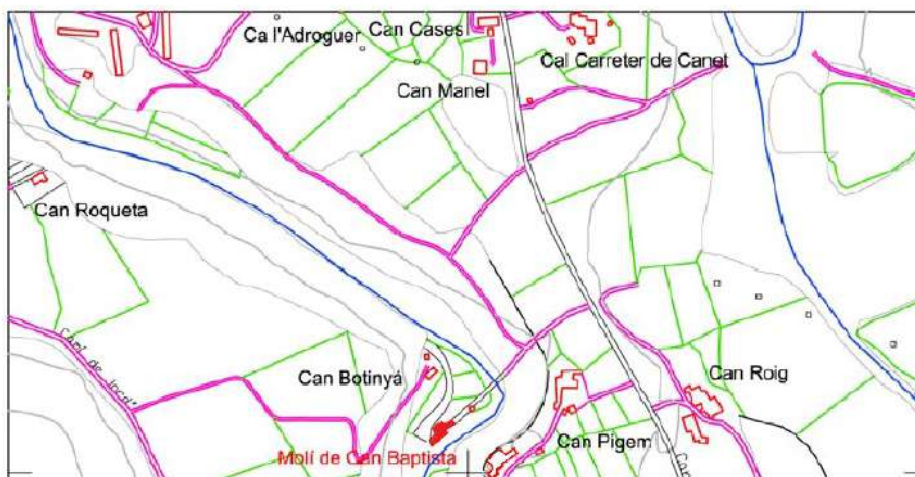 Ca l'Adroguer
Can Cases
Can Manel
Cal Carreter de Canet
Can Roqueta
Can Botinyá
Can Roig
Can Pigem
Molí de Can Baptista